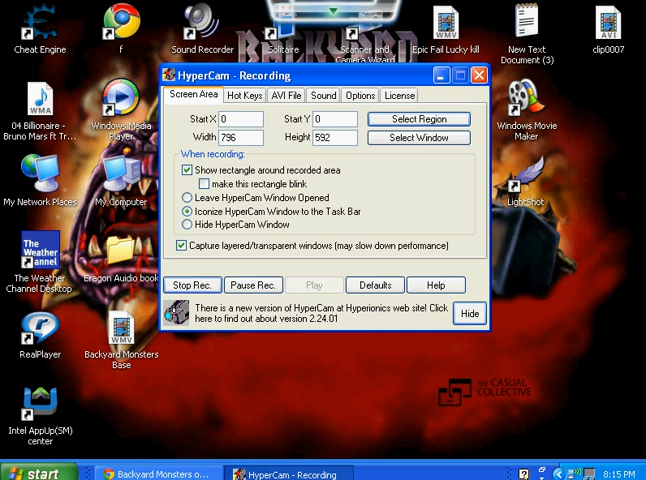 Cheat Engine
f
Sound Recorder
Solitaire
Scanner and
Camera Wizard
Epic Fail Lucky kill
New Text
Document (3)
clip0007
BACKYARD
HyperCam - Recording
Screen Area
Hot Keys
AVI File
Sound
Options
License
Start X
0
Start Y
0
Select Region
Width
796
Height
592
Select Window
When recording:
Show rectangle around recorded area
make this rectangle blink
Leave HyperCam Window Opened
Iconize HyperCam Window to the Task Bar
Hide HyperCam Window
Capture layered/transparent windows (may slow down performance)
Stop Rec.
Pause Rec.
Play
Defaults
Help
There is a new version of HyperCam at Hyperionics web site! Click
here to find out about version 2.24.01
Hide
WMA
04 Billionaire -
Bruno Mars ft Tr...
Windows Media
Player
WMV
AVI
Windows Movie
Maker
My Network Places
My Computer
LightShot
The
Weather
Channel
The Weather
Channel Desktop
Eragon Audio book
RealPlayer
WMV
Backyard Monsters
Base
Intel AppUp(SM)
center
THE CASUAL
COLLECTIVE
start
Backyard Monsters o...
HyperCam - Recording
8:15 PM